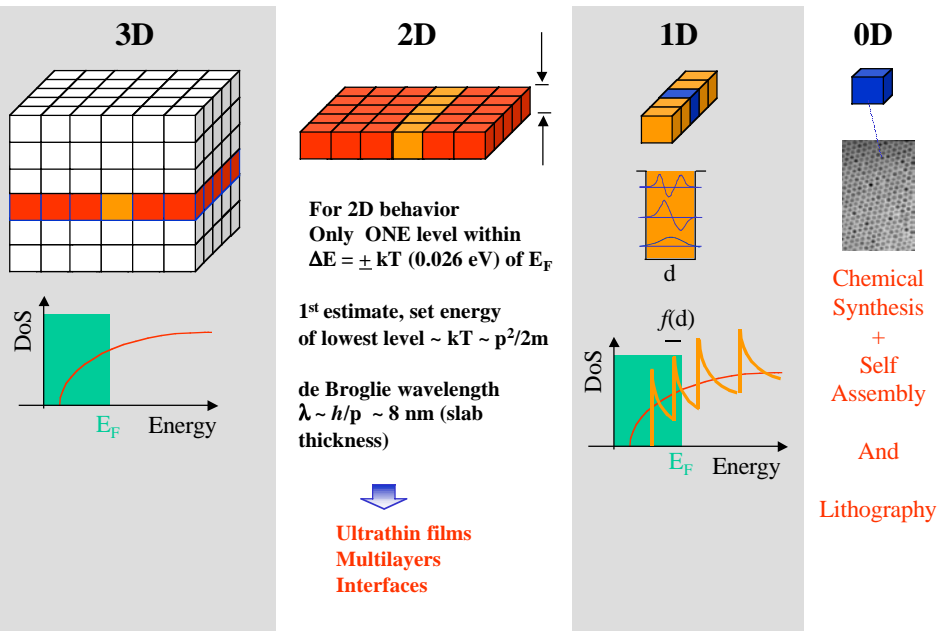 3D
DoS
E_F
Energy
2D
For 2D behavior
Only ONE level within
ΔE = ± kT (0.026 eV) of E_F
1st estimate, set energy
of lowest level ~ kT ~ p²/2m
de Broglie wavelength
λ ~ h/p ~ 8 nm (slab
thickness)
Ultrathin films
Multilayers
Interfaces
1D
d
f(d)
DoS
E_F
Energy
0D
Chemical
Synthesis
+
Self
Assembly
And
Lithography